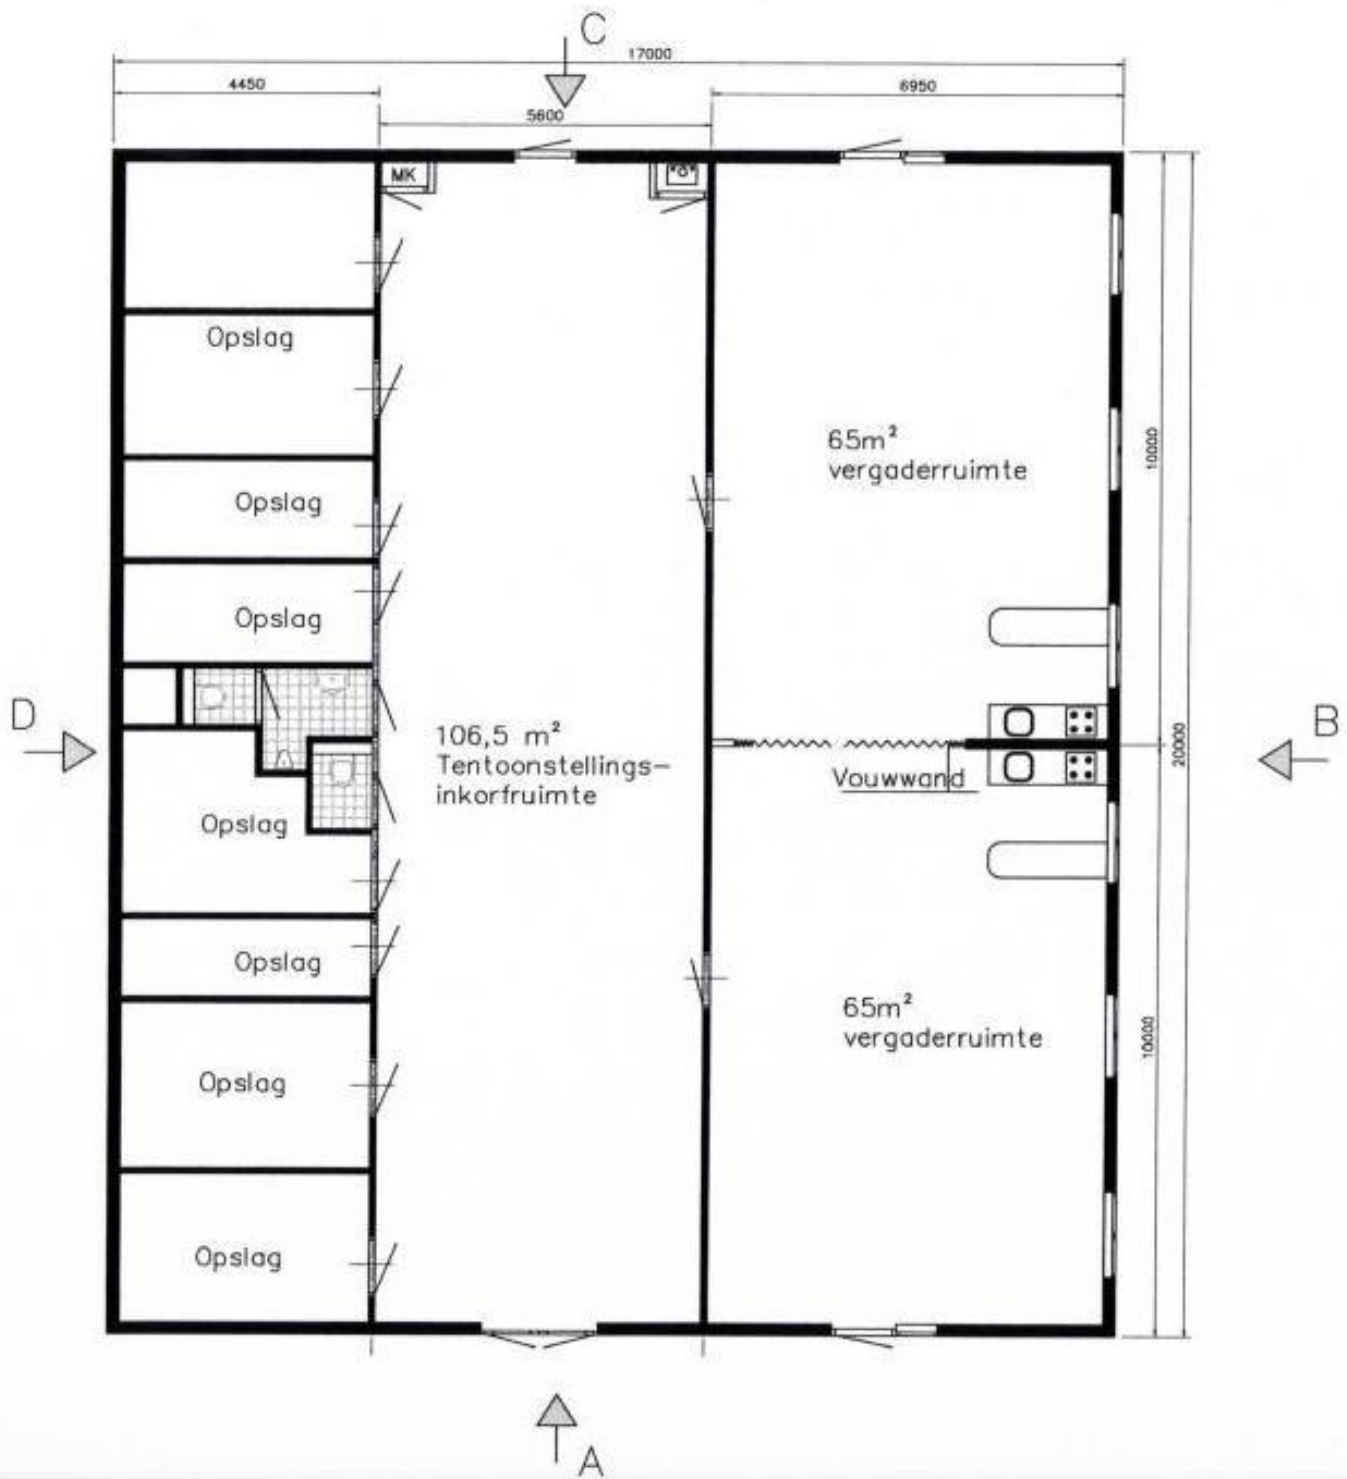 C
17000
4450
6950
5600
MK
Opslag
65m²
vergaderruimte
10000
Opslag
Opslag
D
106,5 m²
Tentoonstellings-
inkorfruimte
B
20000
Vouwwand
Opslag
Opslag
65m²
vergaderruimte
10000
Opslag
Opslag
A